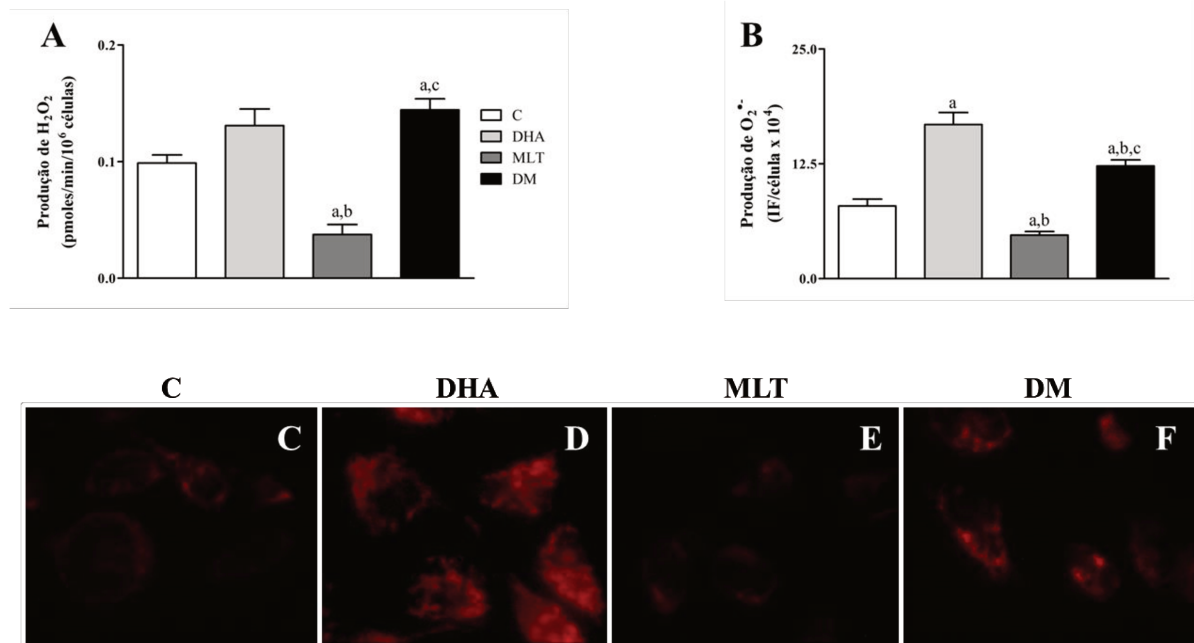 A
Produção de H₂O₂
(pmoles/min/10⁶ células)
0.2
0.1
0.0
a,b
a,c
C
DHA
MLT
DM
B
Produção de O₂•-
(IF/célula x 10⁴)
25.0
12.5
0.0
a
a,b
a,b,c
C DHA MLT DM
C D E F